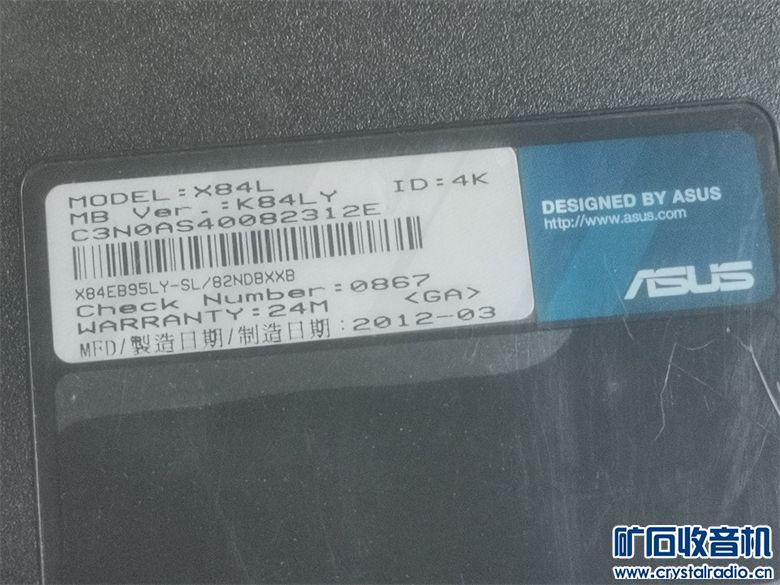 MODEL:X84L ID:4K
MB Ver.:K84LY
C3N0AS40082312E
X84EB95LY-SL/82NDBXXB
Check Number:0867
WARRANTY:24M <GA>
MFD/製造日期/制造日期:2012-03
DESIGNED BY ASUS
http://www.asus.com
ASUS
矿石收音机
www.crystalradio.cn